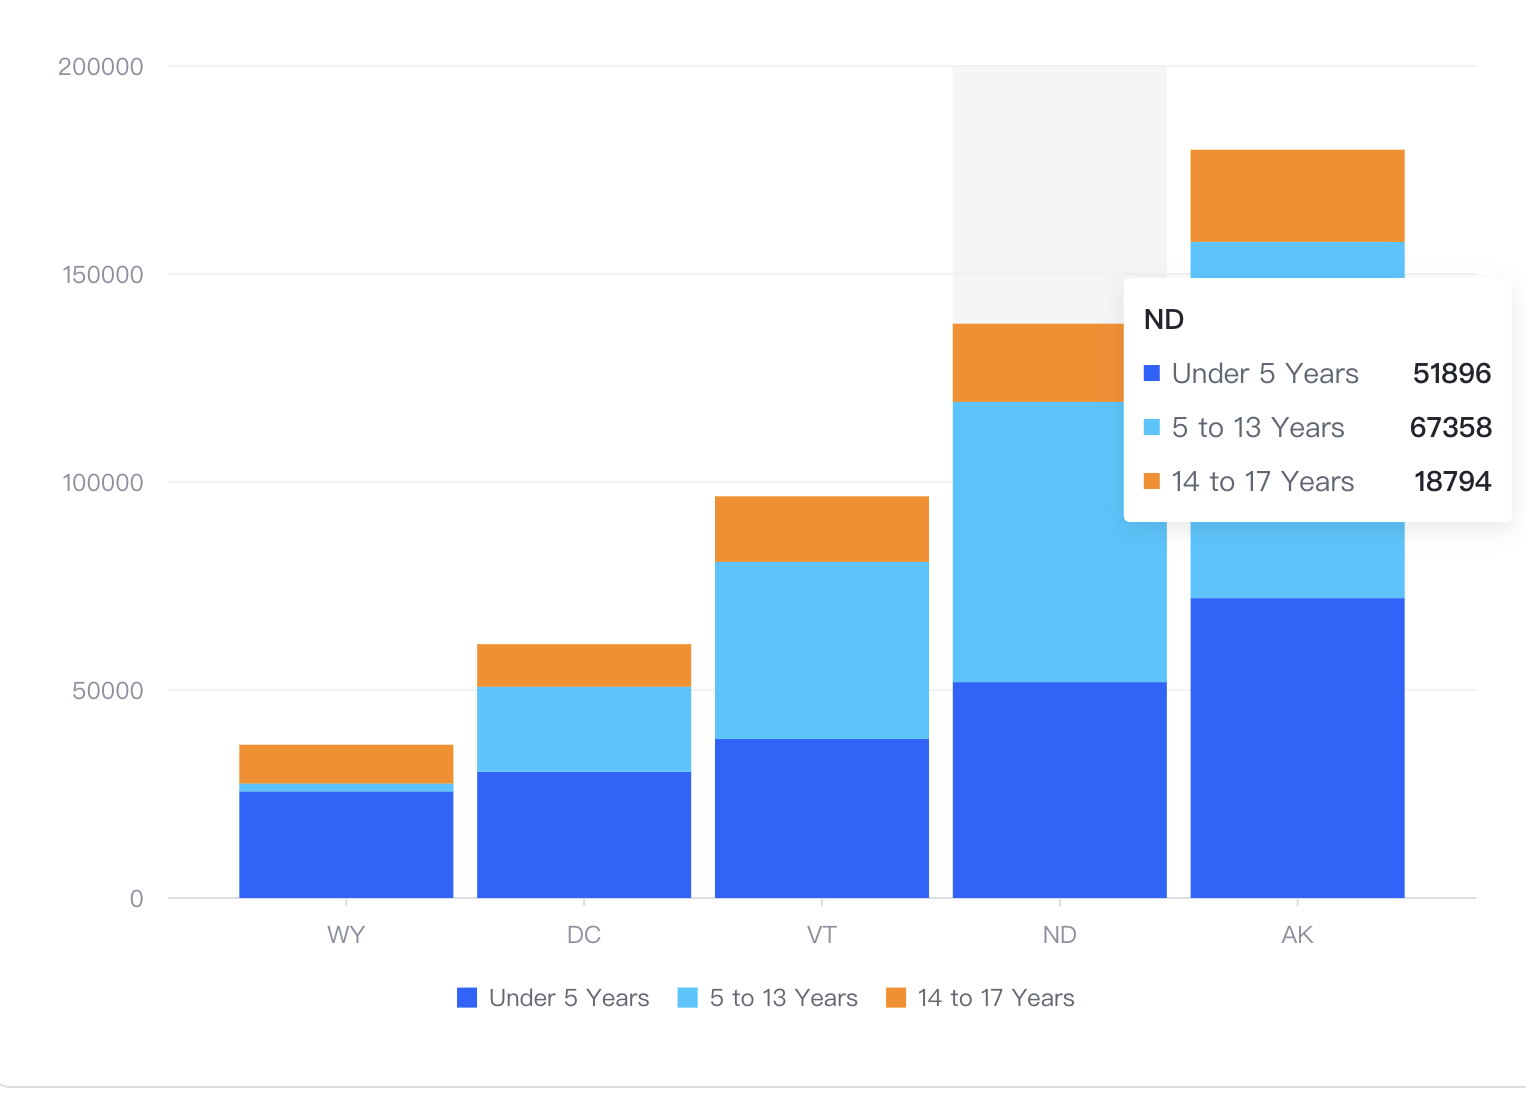 200000
150000
100000
50000
0
ND
Under 5 Years 51896
5 to 13 Years 67358
14 to 17 Years 18794
WY DC VT ND AK
Under 5 Years 5 to 13 Years 14 to 17 Years